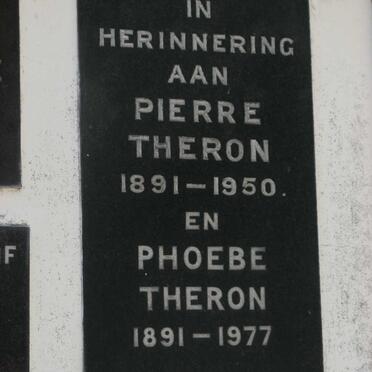 IN
HERINNERING
AAN
PIERRE
THERON
1891 – 1950.
EN
PHOEBE
THERON
1891 – 1977